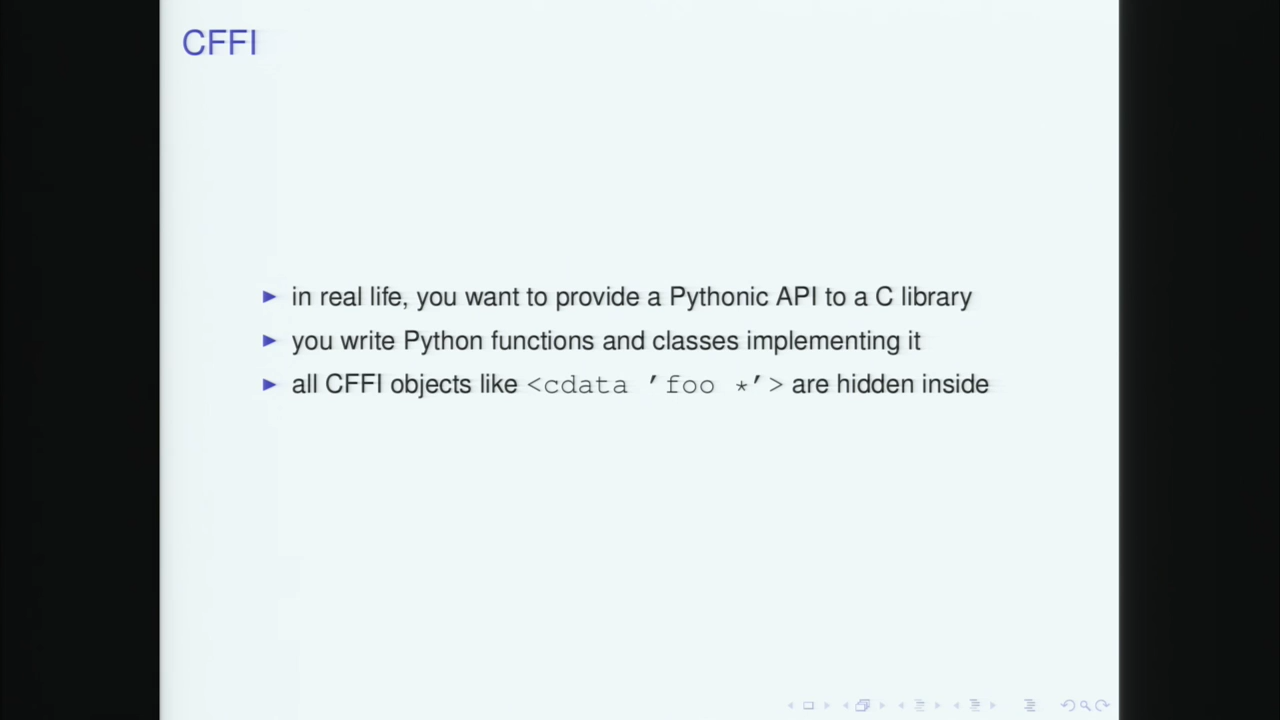 CFFI
in real life, you want to provide a Pythonic API to a C library
you write Python functions and classes implementing it
all CFFI objects like <cdata 'foo *'> are hidden inside